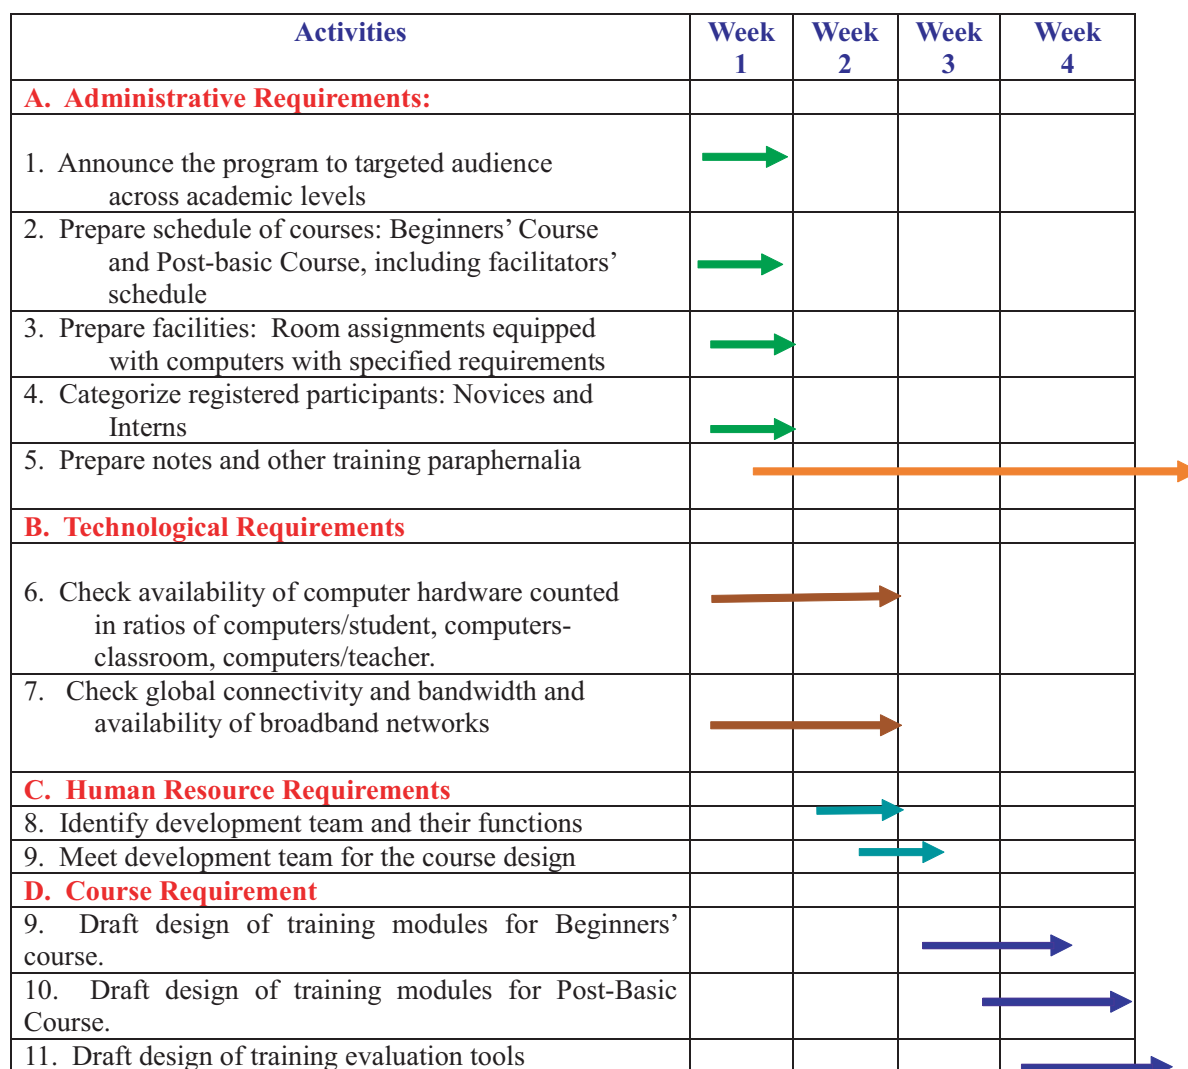 Activities Week Week Week Week
1 2 3 4
A. Administrative Requirements:
1. Announce the program to targeted audience
across academic levels
2. Prepare schedule of courses: Beginners’ Course
and Post-basic Course, including facilitators’
schedule
3. Prepare facilities: Room assignments equipped
with computers with specified requirements
4. Categorize registered participants: Novices and
Interns
5. Prepare notes and other training paraphernalia
B. Technological Requirements
6. Check availability of computer hardware counted
in ratios of computers/student, computers-
classroom, computers/teacher.
7. Check global connectivity and bandwidth and
availability of broadband networks
C. Human Resource Requirements
8. Identify development team and their functions
9. Meet development team for the course design
D. Course Requirement
9. Draft design of training modules for Beginners’
course.
10. Draft design of training modules for Post-Basic
Course.
11. Draft design of training evaluation tools